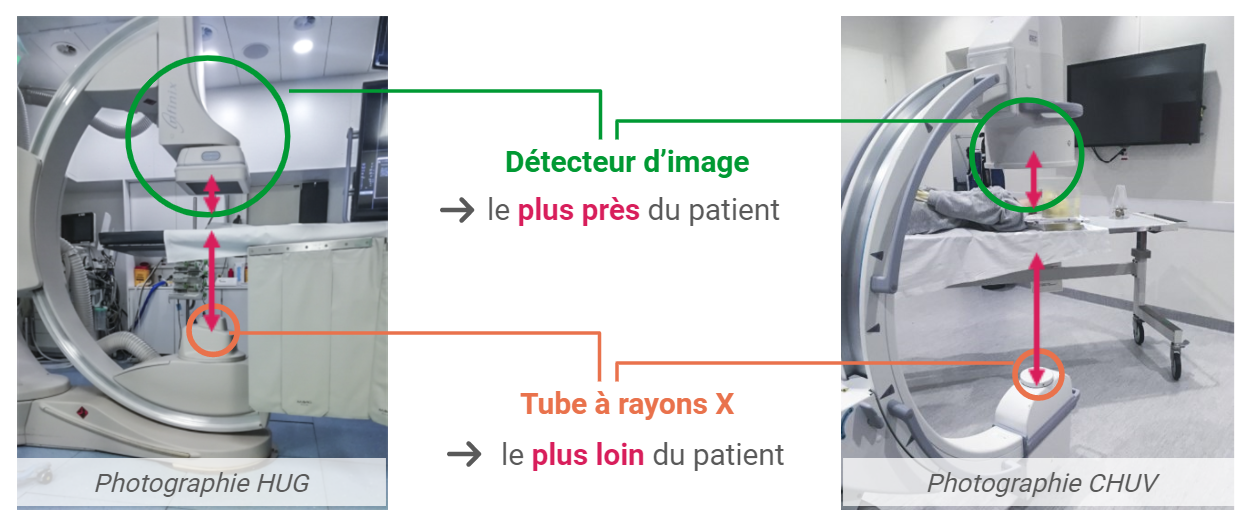 Détecteur d’image
→ le plus près du patient
Tube à rayons X
→ le plus loin du patient
Photographie HUG
Photographie CHUV